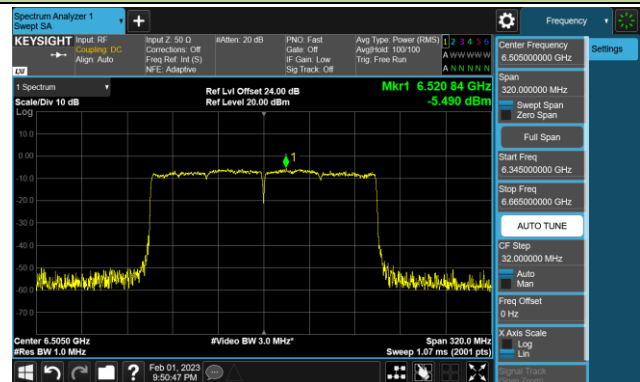 Spectrum Analyzer 1
Swept SA
Frequency
KEYSIGHT
Input: RF
Coupling: DC
Align: Auto
Input Z: 50 Ω
Corrections: Off
Freq Ref: Int (S)
NFE: Adaptive
#Atten: 20 dB
PNO: Fast
Gate: Off
IF Gain: Low
Sig Track: Off
Avg Type: Power (RMS)
Avg|Hold: 100/100
Trig: Free Run
1 2 3 4 5 6
A W W W W W
A N N N N N
LXI
1 Spectrum
Scale/Div 10 dB
Log
Ref Lvl Offset 24.00 dB
Ref Level 20.00 dBm
Mkr1 6.520 84 GHz
-5.490 dBm
1
10.0
0.00
-10.0
-20.0
-30.0
-40.0
-50.0
-60.0
-70.0
Center 6.5050 GHz
#Res BW 1.0 MHz
#Video BW 3.0 MHz*
Span 320.0 MHz
Sweep 1.07 ms (2001 pts)
Feb 01, 2023
9:50:47 PM
Center Frequency
6.505000000 GHz
Settings
Span
320.000000 MHz
Swept Span
Zero Span
Full Span
Start Freq
6.345000000 GHz
Stop Freq
6.665000000 GHz
AUTO TUNE
CF Step
32.000000 MHz
Auto
Man
Freq Offset
0 Hz
X Axis Scale
Log
Lin
Signal Track